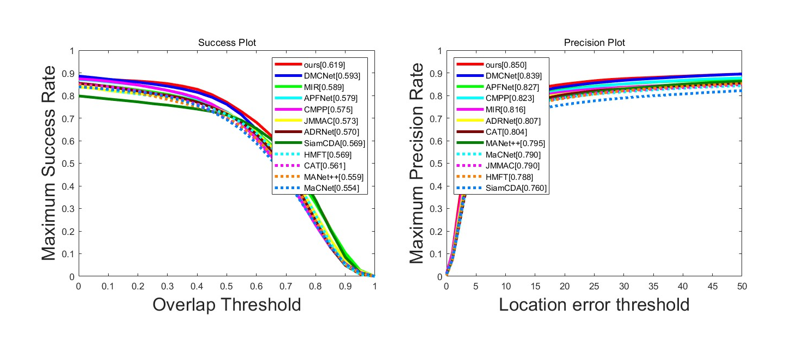 Success Plot
Maximum Success Rate
1
0.9
0.8
0.7
0.6
0.5
0.4
0.3
0.2
0.1
0
ours[0.619]
DMCNet[0.593]
MIR[0.589]
APFNet[0.579]
CMPP[0.575]
JMMAC[0.573]
ADRNet[0.570]
SiamCDA[0.569]
HMFT[0.569]
CAT[0.561]
MANet++[0.559]
MaCNet[0.554]
0 0.1 0.2 0.3 0.4 0.5 0.6 0.7 0.8 0.9 1
Overlap Threshold
Precision Plot
Maximum Precision Rate
1
0.9
0.8
0.7
0.6
0.5
0.4
0.3
0.2
0.1
0
ours[0.850]
DMCNet[0.839]
APFNet[0.827]
CMPP[0.823]
MIR[0.816]
ADRNet[0.807]
CAT[0.804]
MANet++[0.795]
MaCNet[0.790]
JMMAC[0.790]
HMFT[0.788]
SiamCDA[0.760]
0 5 10 15 20 25 30 35 40 45 50
Location error threshold